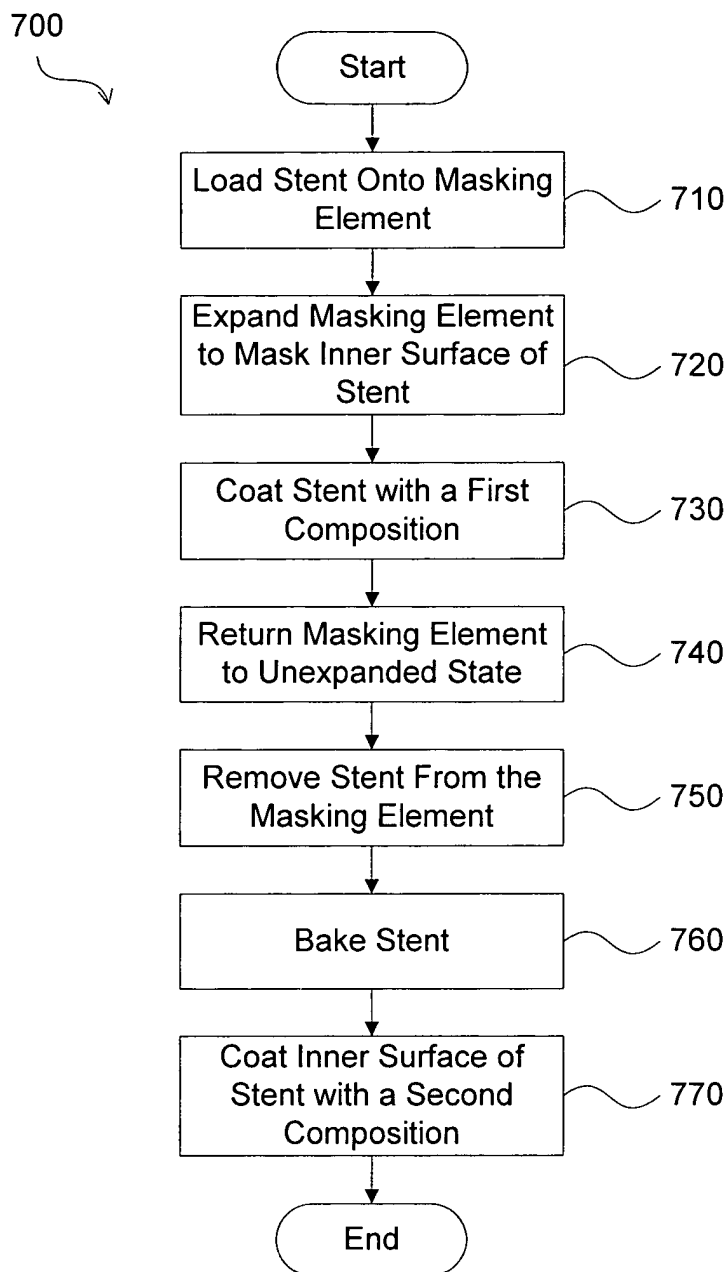 700
Start
Load Stent Onto Masking
Element
710
Expand Masking Element
to Mask Inner Surface of
Stent
720
Coat Stent with a First
Composition
730
Return Masking Element
to Unexpanded State
740
Remove Stent From the
Masking Element
750
Bake Stent
760
Coat Inner Surface of
Stent with a Second
Composition
770
End